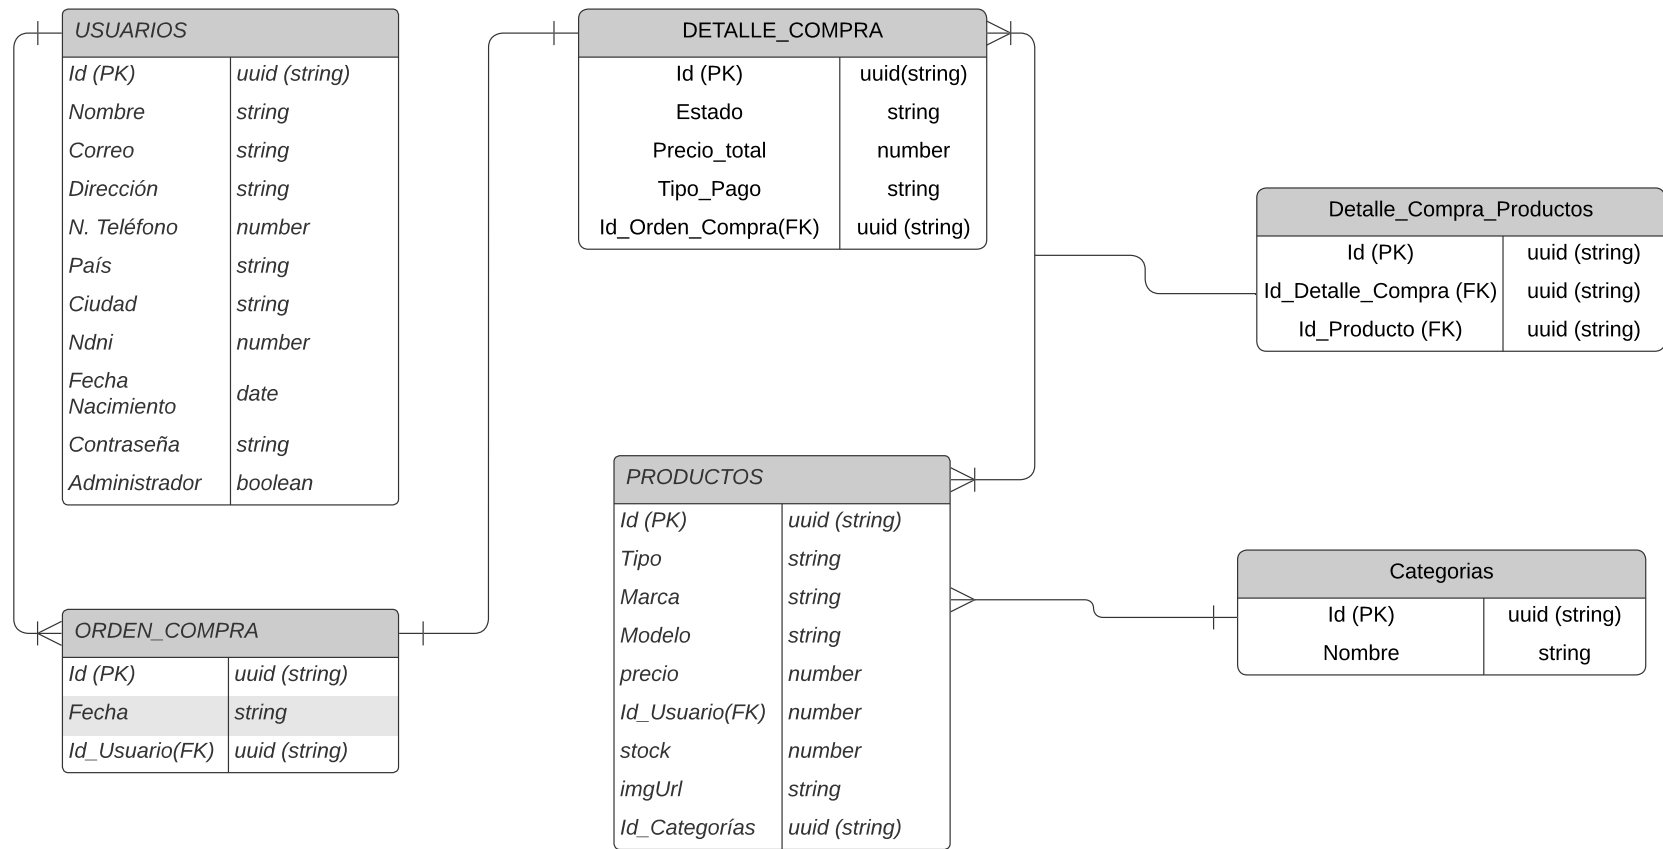 USUARIOS
Id (PK) uuid (string)
Nombre string
Correo string
Dirección string
N. Teléfono number
País string
Ciudad string
Ndni number
Fecha
Nacimiento date
Contraseña string
Administrador boolean
ORDEN_COMPRA
Id (PK) uuid (string)
Fecha string
Id_Usuario(FK) uuid (string)
DETALLE_COMPRA
Id (PK) uuid(string)
Estado string
Precio_total number
Tipo_Pago string
Id_Orden_Compra(FK) uuid (string)
PRODUCTOS
Id (PK) uuid (string)
Tipo string
Marca string
Modelo string
precio number
Id_Usuario(FK) number
stock number
imgUrl string
Id_Categorías uuid (string)
Detalle_Compra_Productos
Id (PK) uuid (string)
Id_Detalle_Compra (FK) uuid (string)
Id_Producto (FK) uuid (string)
Categorias
Id (PK) uuid (string)
Nombre string